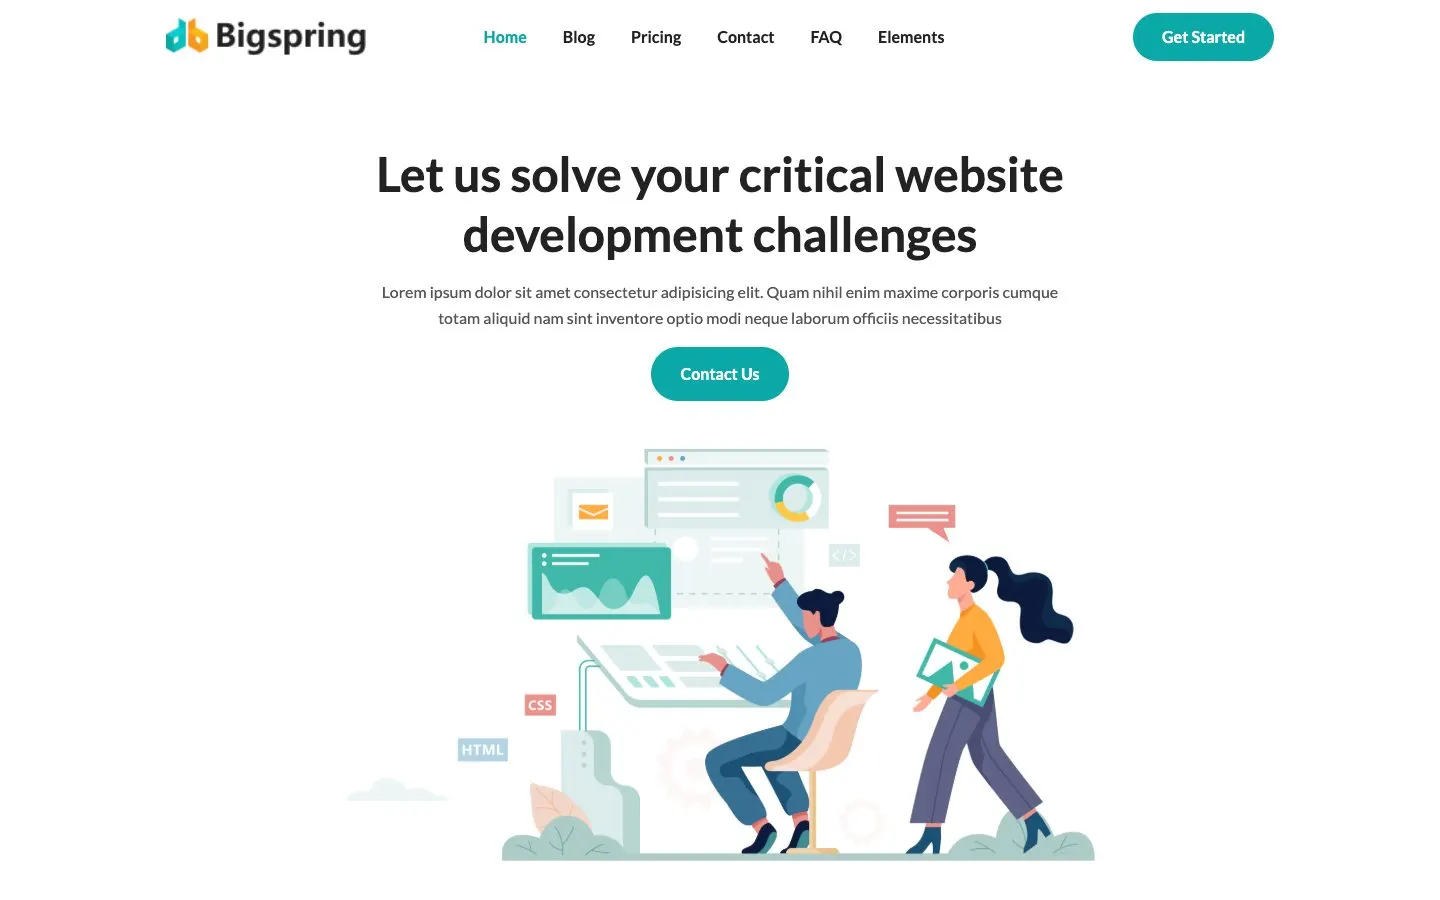 Bigspring
Home Blog Pricing Contact FAQ Elements
Get Started
Let us solve your critical website
development challenges
Lorem ipsum dolor sit amet consectetur adipisicing elit. Quam nihil enim maxime corporis cumque
totam aliquid nam sint inventore optio modi neque laborum officiis necessitatibus
Contact Us
</>
CSS
HTML